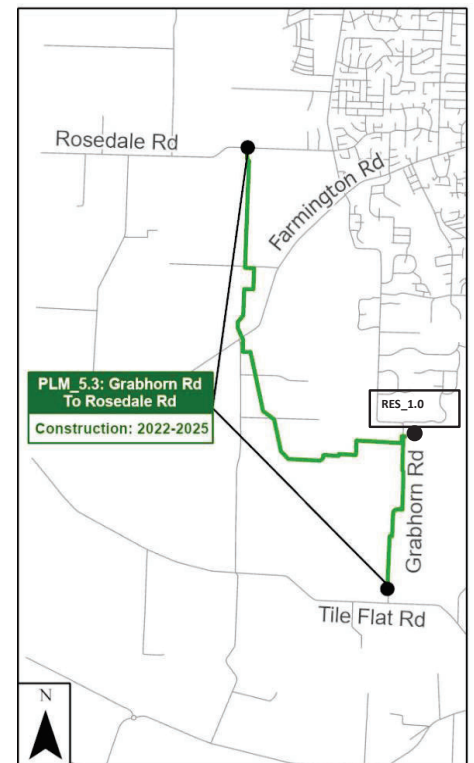 Rosedale Rd
Farmington Rd
PLM_5.3: Grabhorn Rd
To Rosedale Rd
Construction: 2022-2025
RES_1.0
Grabhorn Rd
Tile Flat Rd
N